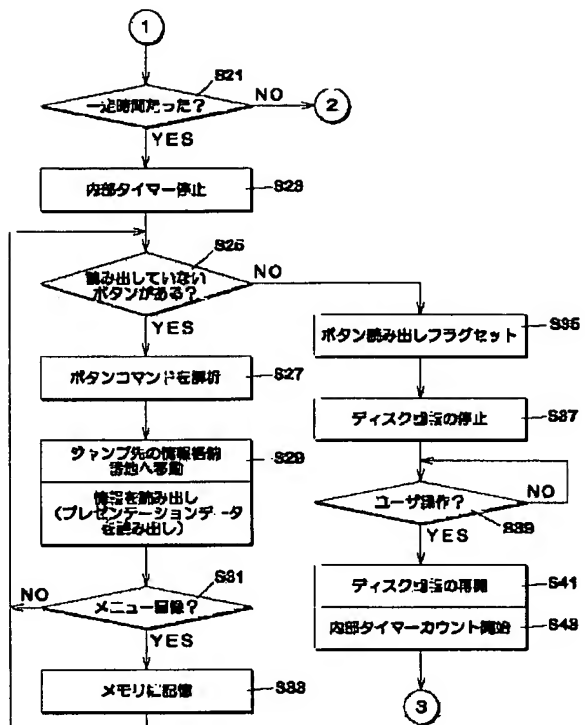 1
S21
一定時間たった？
NO
2
YES
内部タイマー停止
S23
S25
読み出していない
ボタンがある？
NO
YES
ボタン読み出しフラグセット
S35
ボタンコマンドを解析
S27
ディスク回転の停止
S37
ジャンプ先の情報格納
番地へ移動
S29
情報を読み出し
（プレゼンテーションデータ
を読み出し）
ユーザ操作？
NO
S39
YES
S31
NO
メニュー画像？
YES
ディスク回転の再開
S41
内部タイマーカウント開始
S43
メモリに記憶
S33
3